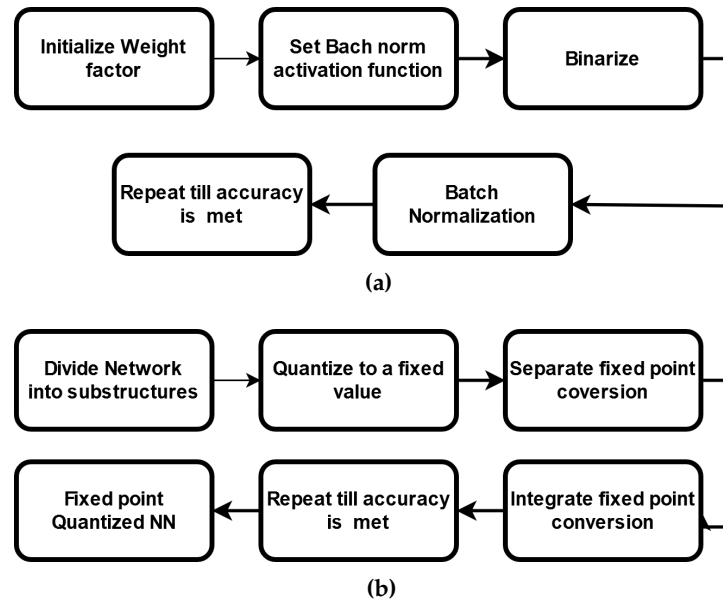 Initialize Weight
factor
Set Bach norm
activation function
Binarize
Repeat till accuracy
is met
Batch
Normalization
(a)
Divide Network
into substructures
Quantize to a fixed
value
Separate fixed point
coversion
Fixed point
Quantized NN
Repeat till accuracy
is met
Integrate fixed point
conversion
(b)